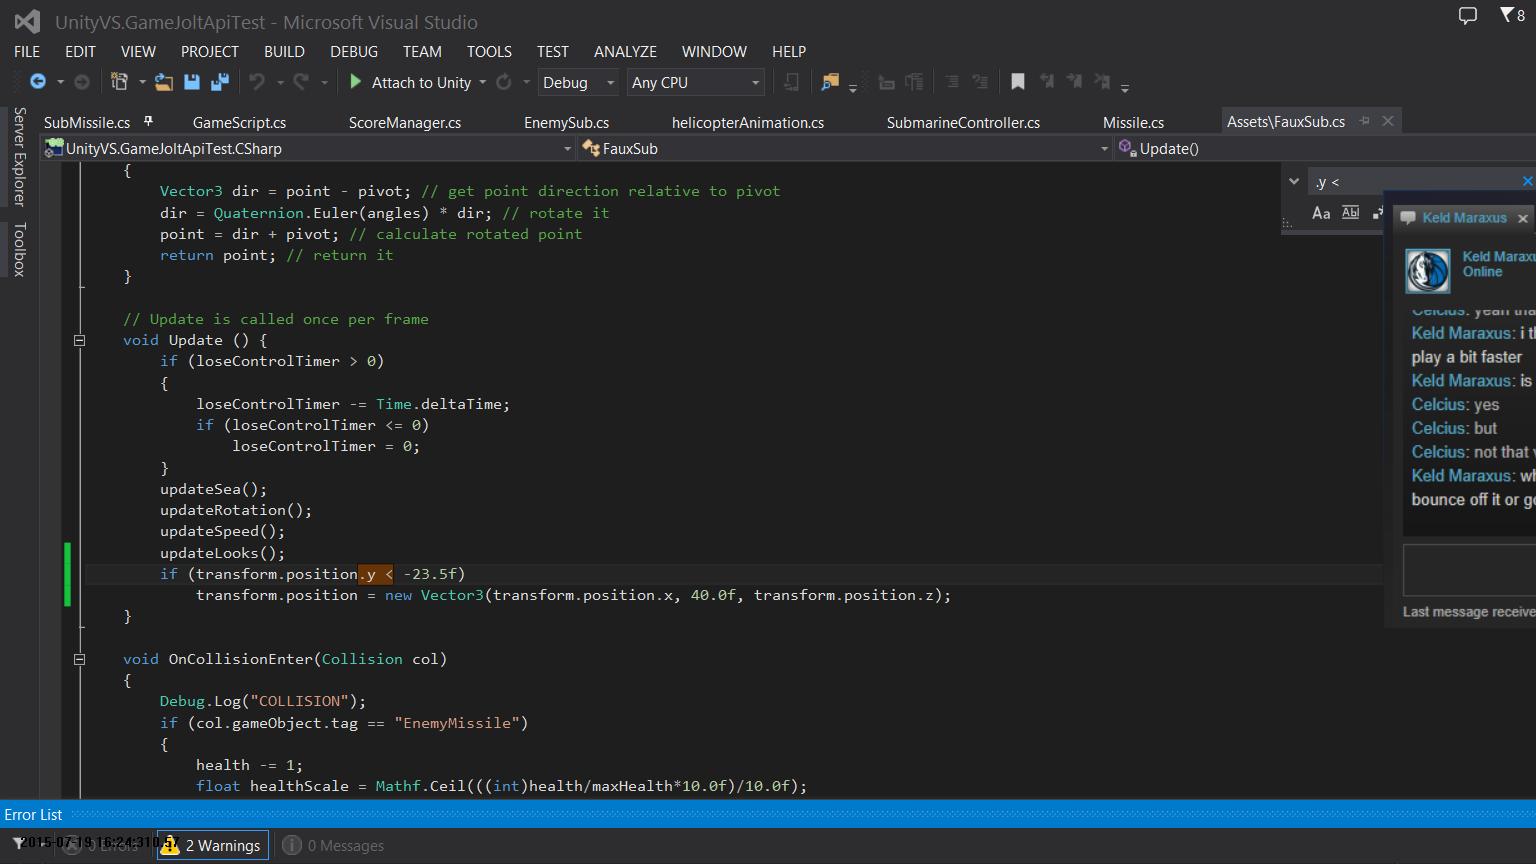 UnityVS.GameJoltApiTest - Microsoft Visual Studio
8
FILE EDIT VIEW PROJECT BUILD DEBUG TEAM TOOLS TEST ANALYZE WINDOW HELP
Attach to Unity Debug Any CPU
Server Explorer
Toolbox
SubMissile.cs GameScript.cs ScoreManager.cs EnemySub.cs helicopterAnimation.cs SubmarineController.cs Missile.cs Assets\FauxSub.cs
UnityVS.GameJoltApiTest.CSharp FauxSub Update()
{
Vector3 dir = point - pivot; // get point direction relative to pivot
dir = Quaternion.Euler(angles) * dir; // rotate it
point = dir + pivot; // calculate rotated point
return point; // return it
}
// Update is called once per frame
void Update () {
if (loseControlTimer > 0)
{
loseControlTimer -= Time.deltaTime;
if (loseControlTimer <= 0)
loseControlTimer = 0;
}
updateSea();
updateRotation();
updateSpeed();
updateLooks();
if (transform.position.y < -23.5f)
transform.position = new Vector3(transform.position.x, 40.0f, transform.position.z);
}
void OnCollisionEnter(Collision col)
{
Debug.Log("COLLISION");
if (col.gameObject.tag == "EnemyMissile")
{
health -= 1;
float healthScale = Mathf.Ceil(((int)health/maxHealth*10.0f)/10.0f);
.y <
Aa Abl
Keld Maraxus
Keld Maraxu
Online
Celcius: yeah tha
Keld Maraxus: i t
play a bit faster
Keld Maraxus: is
Celcius: yes
Celcius: but
Celcius: not that
Keld Maraxus: wh
bounce off it or go
Last message receive
Error List
0 Errors 2 Warnings 0 Messages